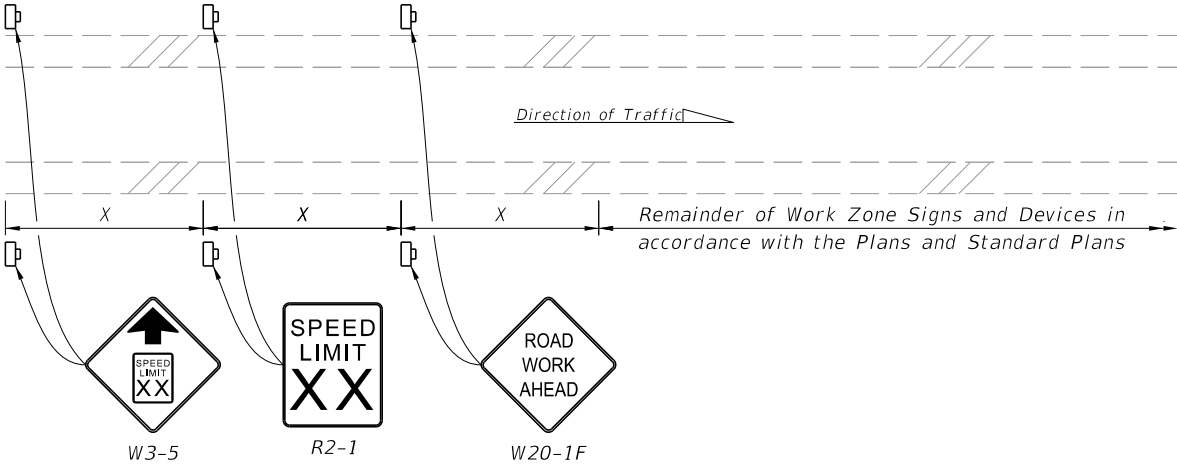 Direction of Traffic
X
X
X
Remainder of Work Zone Signs and Devices in
accordance with the Plans and Standard Plans
SPEED
LIMIT
XX
W3-5
SPEED
LIMIT
XX
R2-1
ROAD
WORK
AHEAD
W20-1F